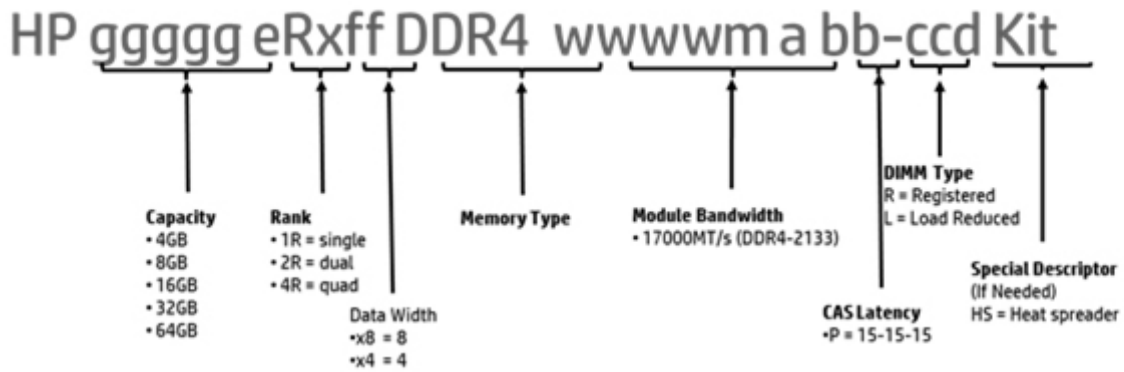 HP ggggg eRxff DDR4 wwwwm a bb-ccd Kit
Capacity
• 4GB
• 8GB
• 16GB
• 32GB
• 64GB
Rank
• 1R = single
• 2R = dual
• 4R = quad
Data Width
•x8 = 8
•x4 = 4
Memory Type
Module Bandwidth
• 17000MT/s (DDR4-2133)
CAS Latency
•P = 15-15-15
DIMM Type
R = Registered
L = Load Reduced
Special Descriptor
(If Needed)
HS = Heat spreader